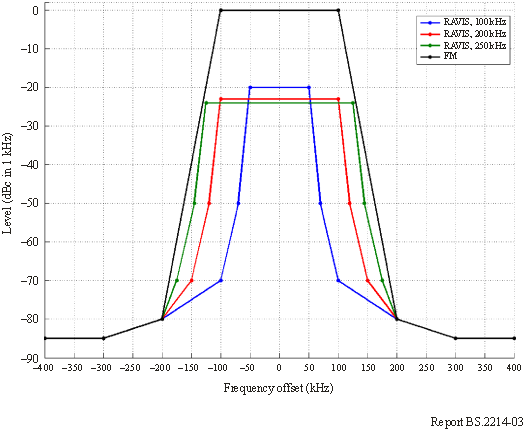 RAVIS, 100kHz
RAVIS, 200kHz
RAVIS, 250kHz
FM
Level (dBc in 1 kHz)
0
–10
–20
–30
–40
–50
–60
–70
–80
–90
–400 –350 –300 –250 –200 –150 –100 –50 0 50 100 150 200 250 300 350 400
Frequency offset (kHz)
Report BS.2214-03